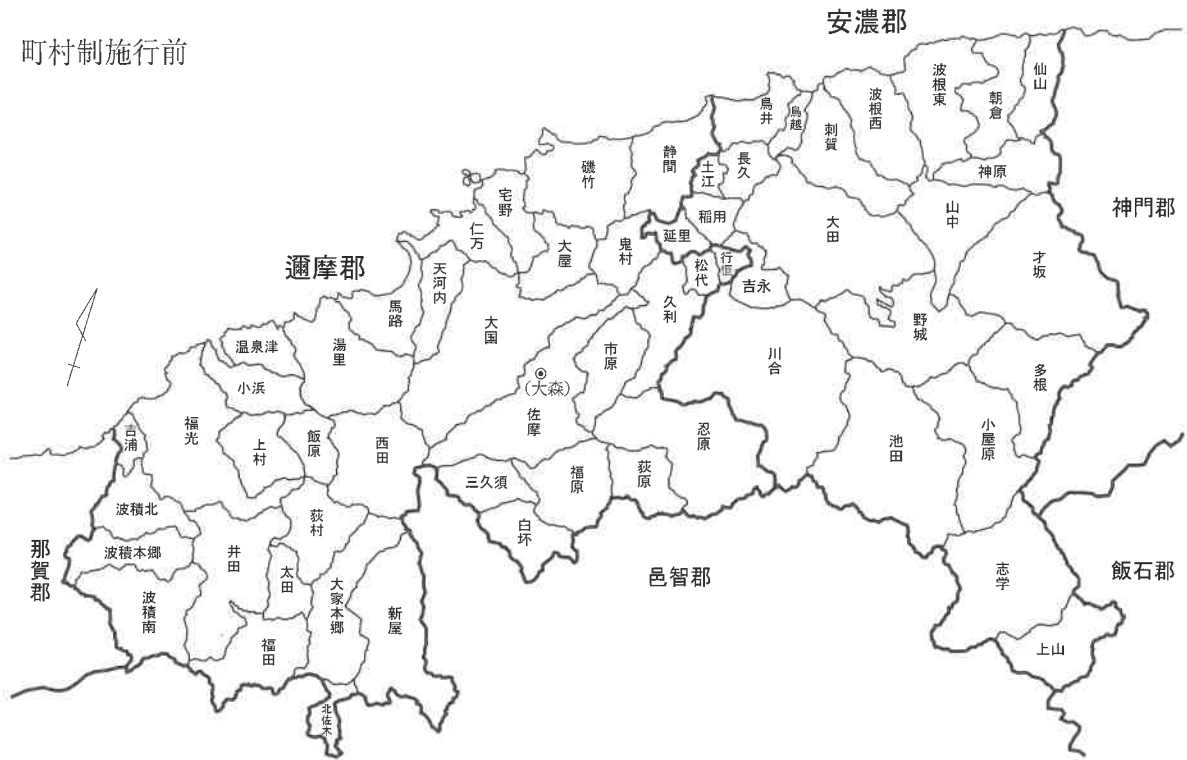 町村制施行前
安濃郡
仙山
朝倉
波根東
波根西
刺賀
鳥越
鳥井
神原
長久
土江
静間
磯竹
宅野
仁万
大屋
鬼村
延里
稲用
行恒
松代
吉永
大田
山中
才坂
神門郡
野城
多根
川合
久利
市原
(大森)
佐摩
大国
天河内
馬路
邇摩郡
湯里
温泉津
小浜
福光
吉浦
上村
飯原
西田
三久須
白坏
福原
荻原
忍原
池田
小屋原
志学
上山
飯石郡
邑智郡
波積北
波積本郷
波積南
那賀郡
井田
荻村
太田
大家本郷
新屋
福田
北佐木